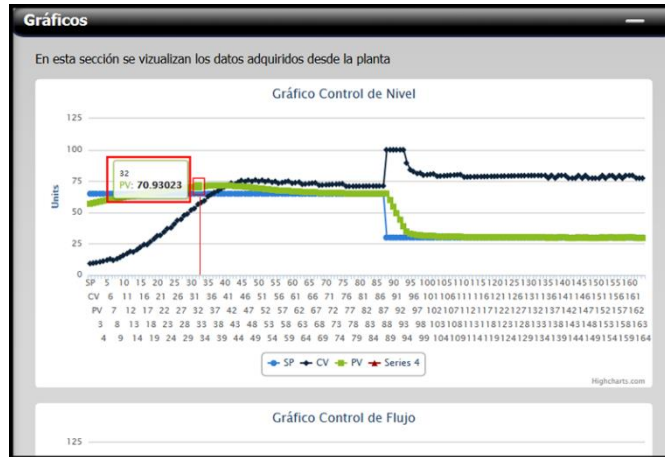 Gráficos
En esta sección se vizualizan los datos adquiridos desde la planta
Gráfico Control de Nivel
125
100
75
50
25
0
Units
32
PV: 70.93023
SP 5 10 15 20 25 30 35 40 45 50 55 60 65 70 75 80 85 90 95 100105110115120125130135140145150155160
CV 6 11 16 21 26 31 36 41 46 51 56 61 66 71 76 81 86 91 96 101106111116121126131136141146151156161
PV 7 12 17 22 27 32 37 42 47 52 57 62 67 72 77 82 87 92 97 102107112117122127132137142147152157162
3 8 13 18 23 28 33 38 43 48 53 58 63 68 73 78 83 88 93 98 103108113118123128133138143148153158163
4 9 14 19 24 29 34 39 44 49 54 59 64 69 74 79 84 89 94 99 104109114119124129134139144149154159164
SP CV PV Series 4
Highcharts.com
Gráfico Control de Flujo
125